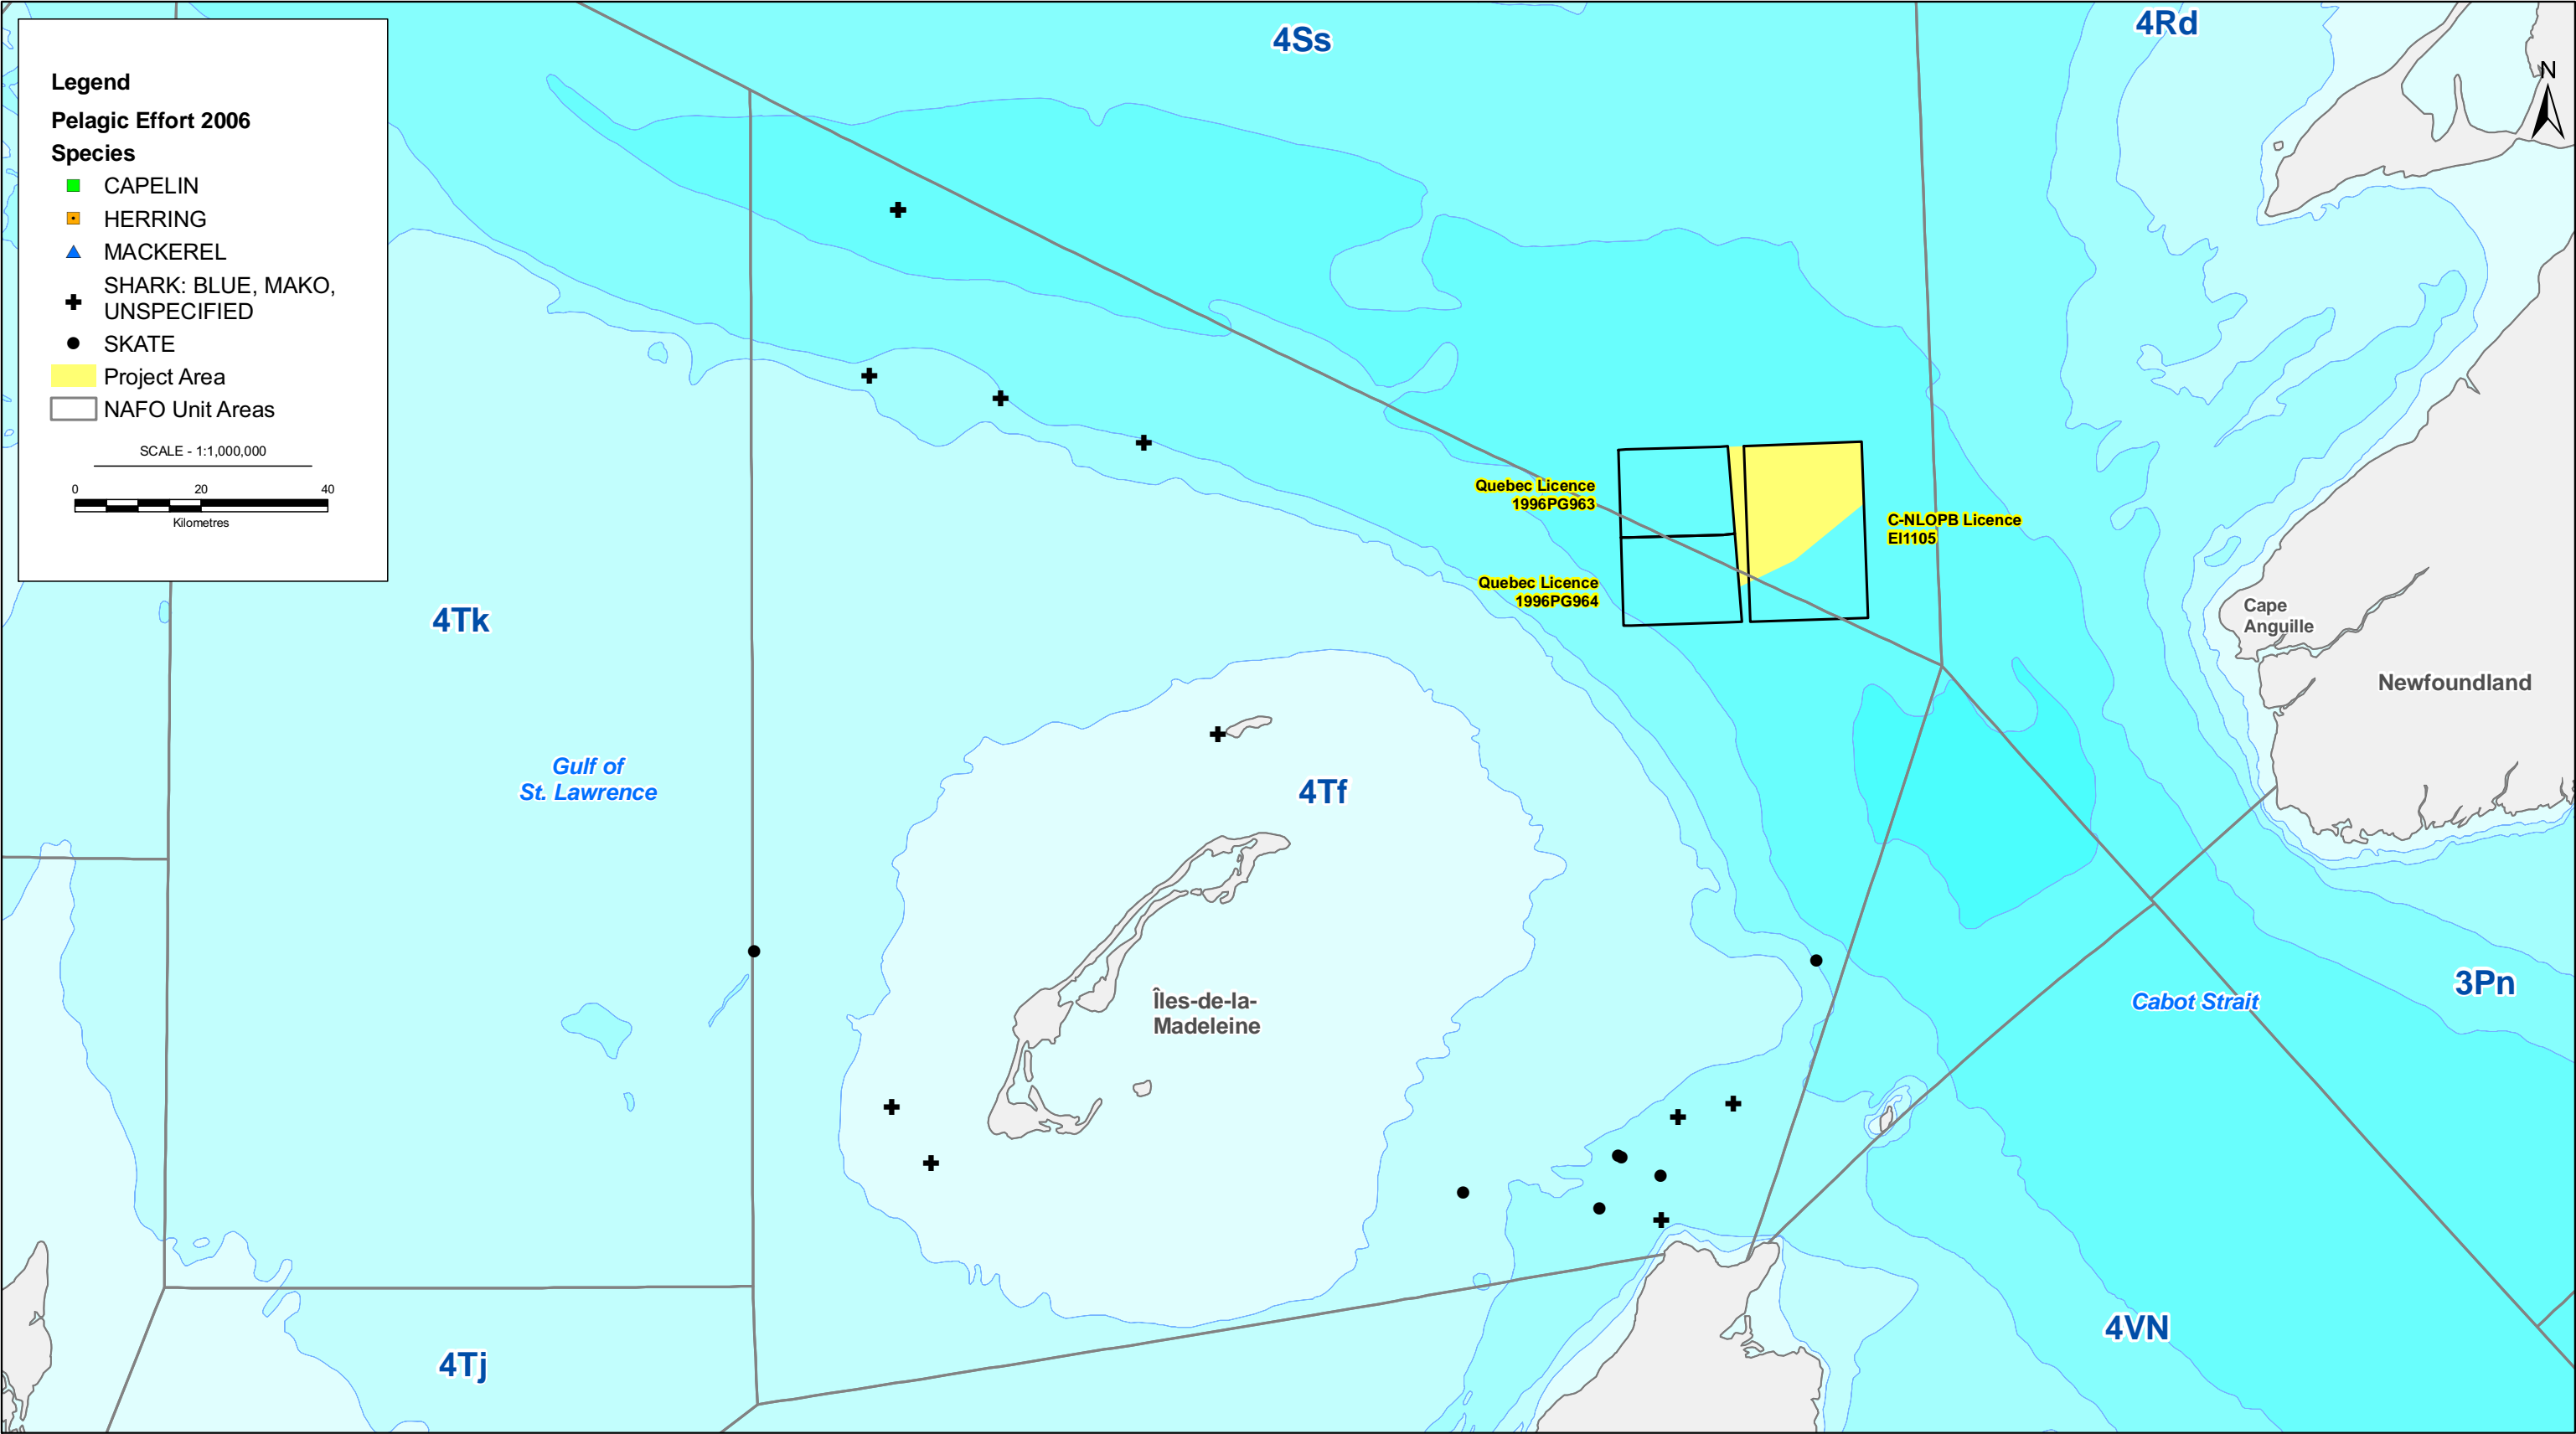 Legend
Pelagic Effort 2006
Species
CAPELIN
HERRING
MACKEREL
SHARK: BLUE, MAKO,
UNSPECIFIED
SKATE
Project Area
NAFO Unit Areas
SCALE - 1:1,000,000
0 20 40
Kilometres
4Ss
4Rd
N
Quebec Licence
1996PG963
C-NLOPB Licence
El1105
Quebec Licence
1996PG964
Cape
Anguille
Newfoundland
4Tk
Gulf of
St. Lawrence
4Tf
Îles-de-la-
Madeleine
3Pn
Cabot Strait
4VN
4Tj